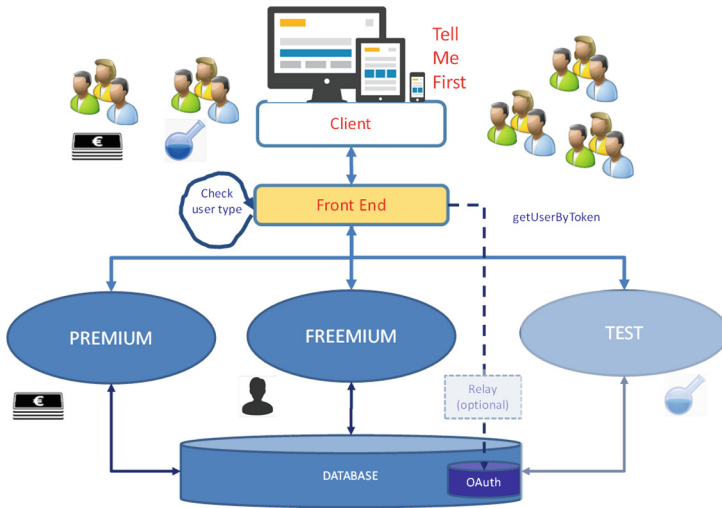 Tell
Me
First
Client
Check
user type
Front End
getUserByToken
PREMIUM
FREEMIUM
TEST
Relay
(optional)
DATABASE
OAuth